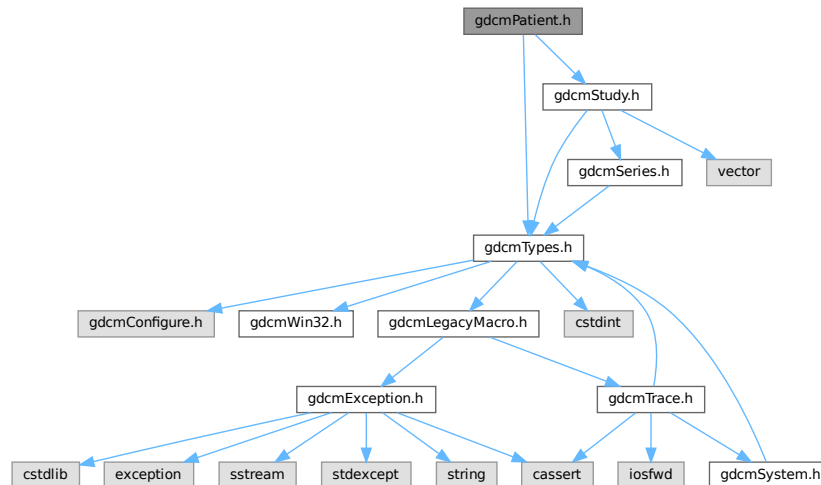 gdcmPatient.h
gdcmStudy.h
gdcmSeries.h
vector
gdcmTypes.h
gdcmConfigure.h
gdcmWin32.h
gdcmLegacyMacro.h
cstdint
gdcmException.h
gdcmTrace.h
cstdlib
exception
sstream
stdexcept
string
cassert
iosfwd
gdcmSystem.h